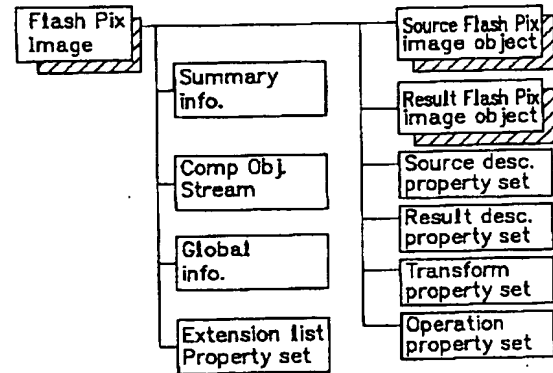 Flash Pix
Image
Summary
info.
Comp Obj.
Stream
Global
info.
Extension list
Property set
Source Flash Pix
image object
Result Flash Pix
image object
Source desc.
property set
Result desc.
property set
Transform
property set
Operation
property set